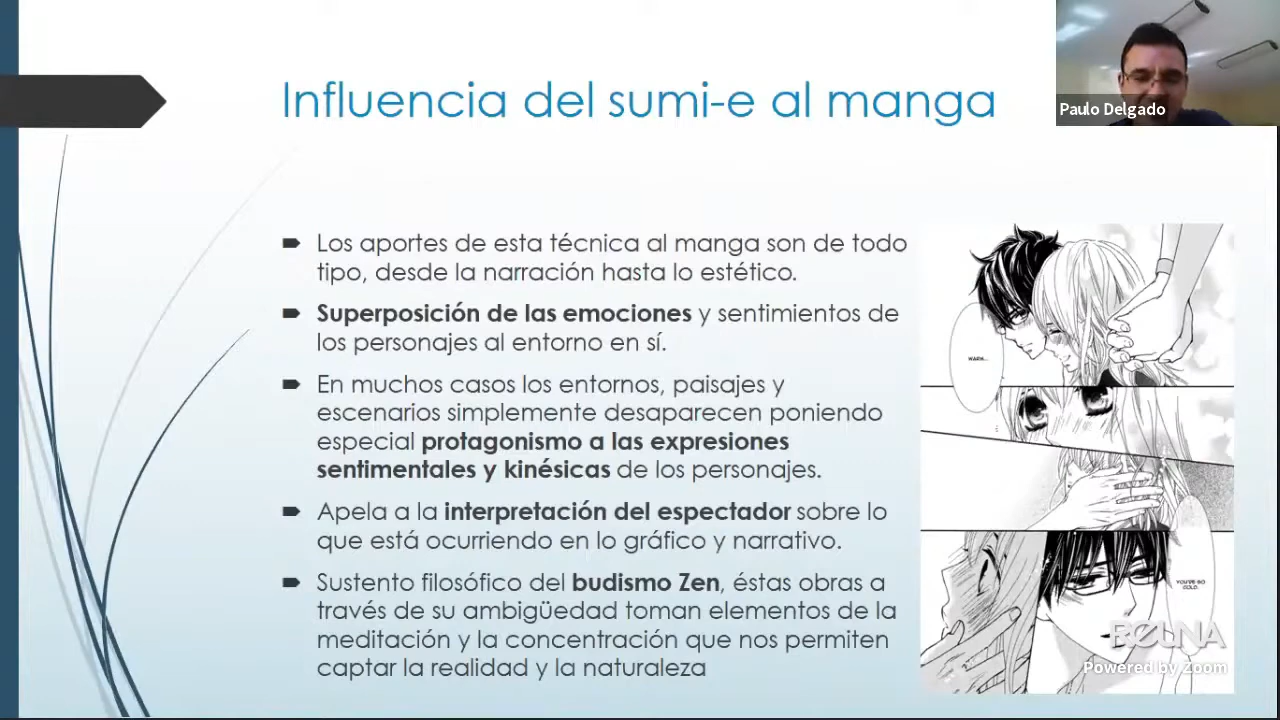 Influencia del sumi-e al manga
Paulo Delgado
Los aportes de esta técnica al manga son de todo
tipo, desde la narración hasta lo estético.
Superposición de las emociones y sentimientos de
los personajes al entorno en sí.
En muchos casos los entornos, paisajes y
escenarios simplemente desaparecen poniendo
especial protagonismo a las expresiones
sentimentales y kinésicas de los personajes.
Apela a la interpretación del espectador sobre lo
que está ocurriendo en lo gráfico y narrativo.
Sustento filosófico del budismo Zen, éstas obras a
través de su ambigüedad toman elementos de la
meditación y la concentración que nos permiten
captar la realidad y la naturaleza
WARM...
YOU'RE SO
COLD.
Powered by Zoom